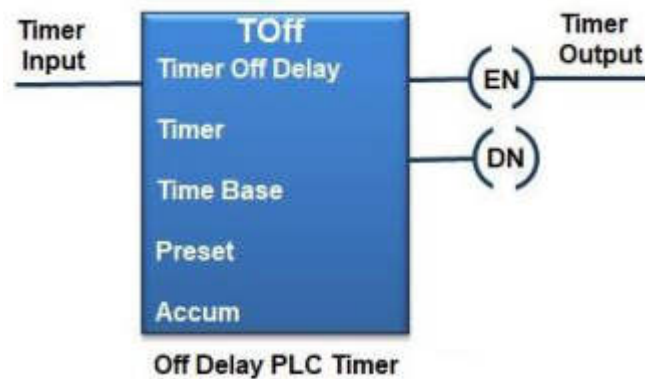 Timer
Input
TOff
Timer Off Delay
Timer
Time Base
Preset
Accum
EN
DN
Timer
Output
Off Delay PLC Timer